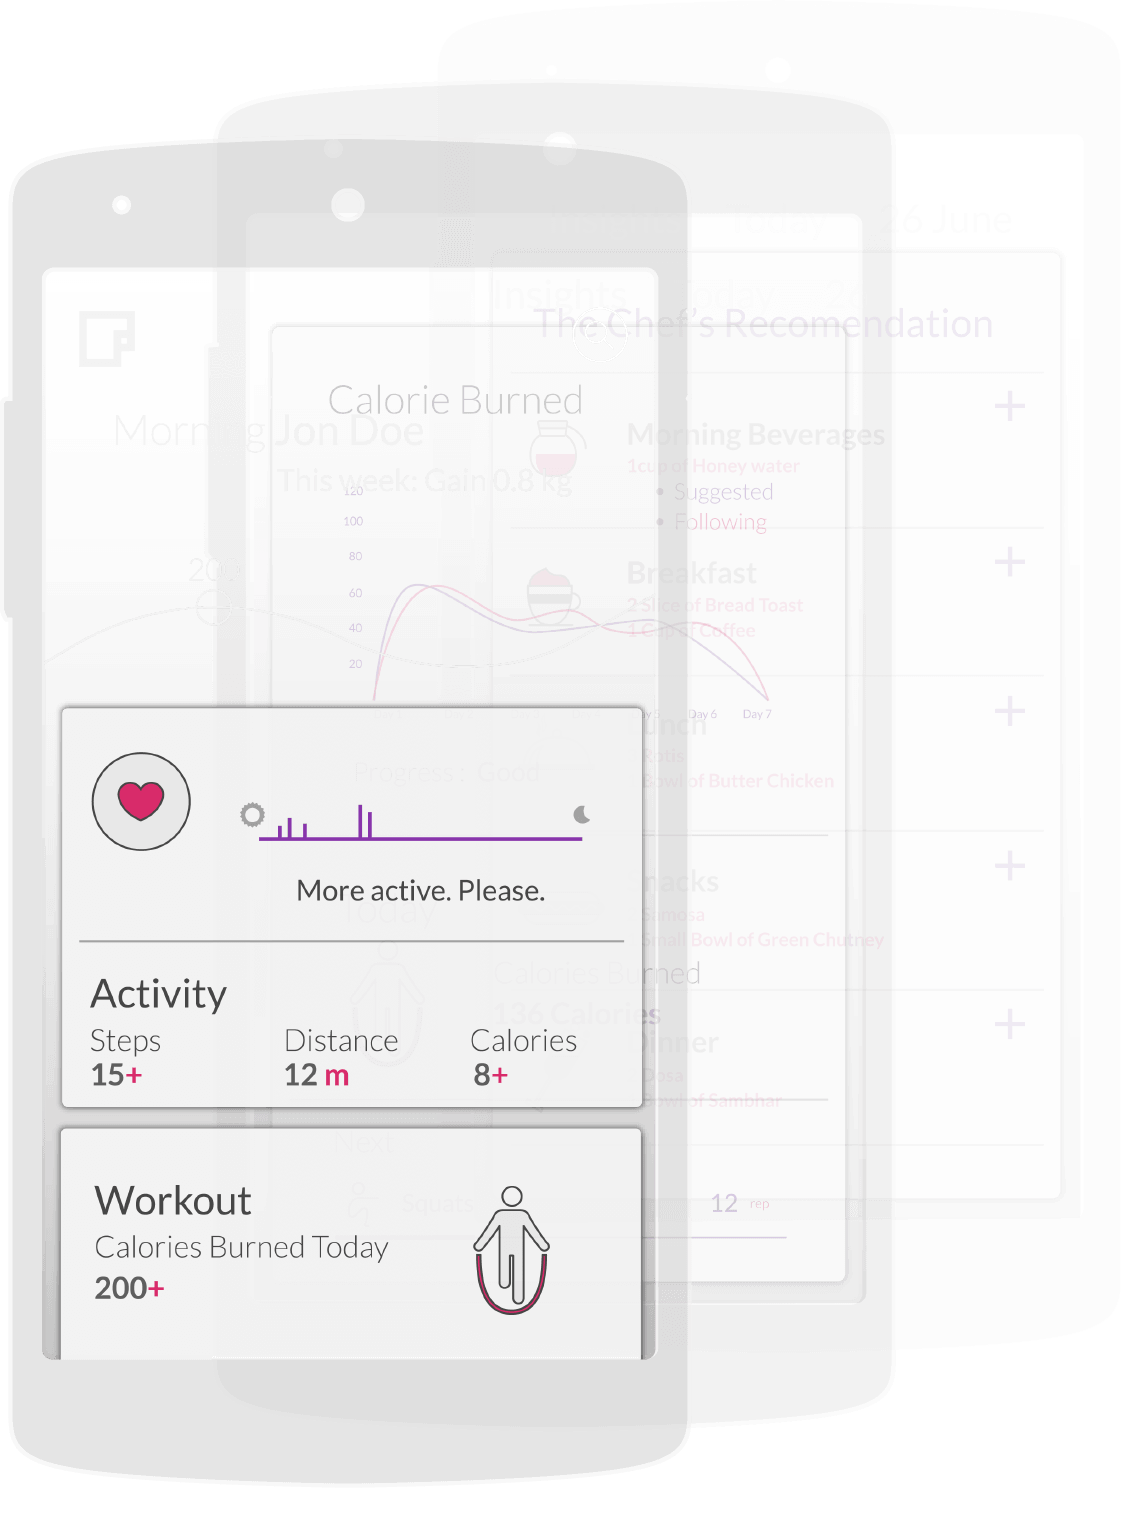 26 June
Insights
The Chef's Recomendation
Calorie Burned
Morning Jon Doe
This week: Gain 0.8 kg
120
100
80
60
40
20
Suggested
Following
Day 6
Day 7
Morning Beverages
1cup of Honey water
Breakfast
2 Slice of Bread Toast
1 Cup of Coffee
Bowl of Butter Chicken
Samosa
Small Bowl of Green Chutney
Dinner
Dosa
Bowl of Sambhar
Progress : Good
More active. Please.
Today
Calories Burned
136 Calories
Activity
Steps
Distance
Calories
15+
12 m
8+
Next
Squats
12 rep
Workout
Calories Burned Today
200+